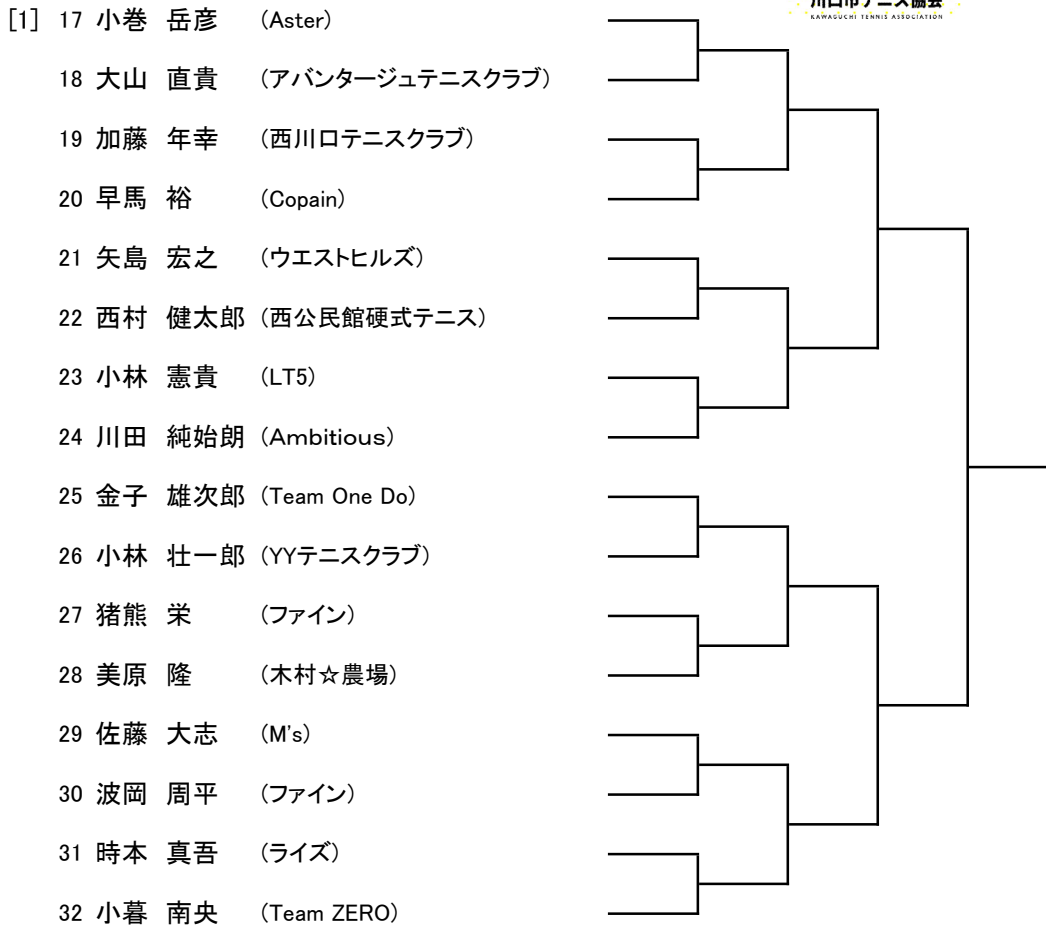 川口市テニス協会
KAWAGUCHI TENNIS ASSOCIATION
[1] 17 小巻 岳彦 (Aster)
18 大山 直貴 (アバンタージュテニスクラブ)
19 加藤 年幸 (西川口テニスクラブ)
20 早馬 裕 (Copain)
21 矢島 宏之 (ウエストヒルズ)
22 西村 健太郎 (西公民館硬式テニス)
23 小林 憲貴 (LT5)
24 川田 純始朗 (Ambitious)
25 金子 雄次郎 (Team One Do)
26 小林 壮一郎 (YYテニスクラブ)
27 猪熊 栄 (ファイン)
28 美原 隆 (木村☆農場)
29 佐藤 大志 (M's)
30 波岡 周平 (ファイン)
31 時本 真吾 (ライズ)
32 小暮 南央 (Team ZERO)